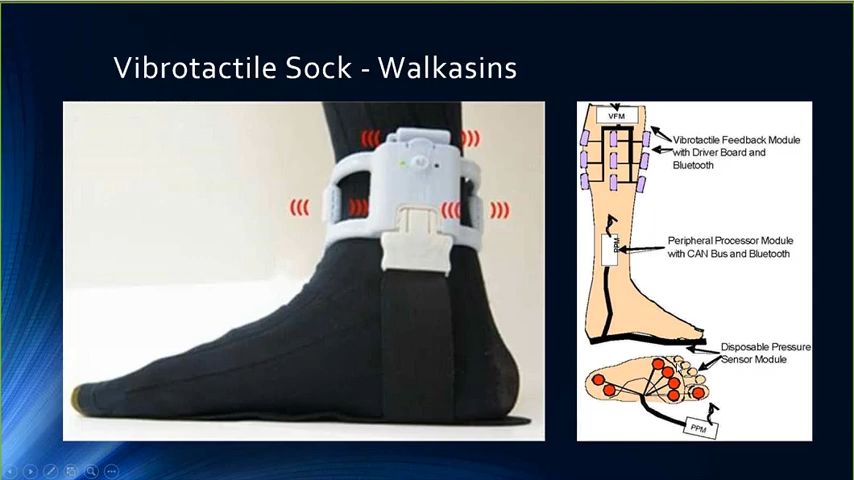 Vibrotactile Sock - Walkasins
VFM
Vibrotactile Feedback Module
with Driver Board and
Bluetooth
PPM
Peripheral Processor Module
with CAN Bus and Bluetooth
Disposable Pressure
Sensor Module
PPM